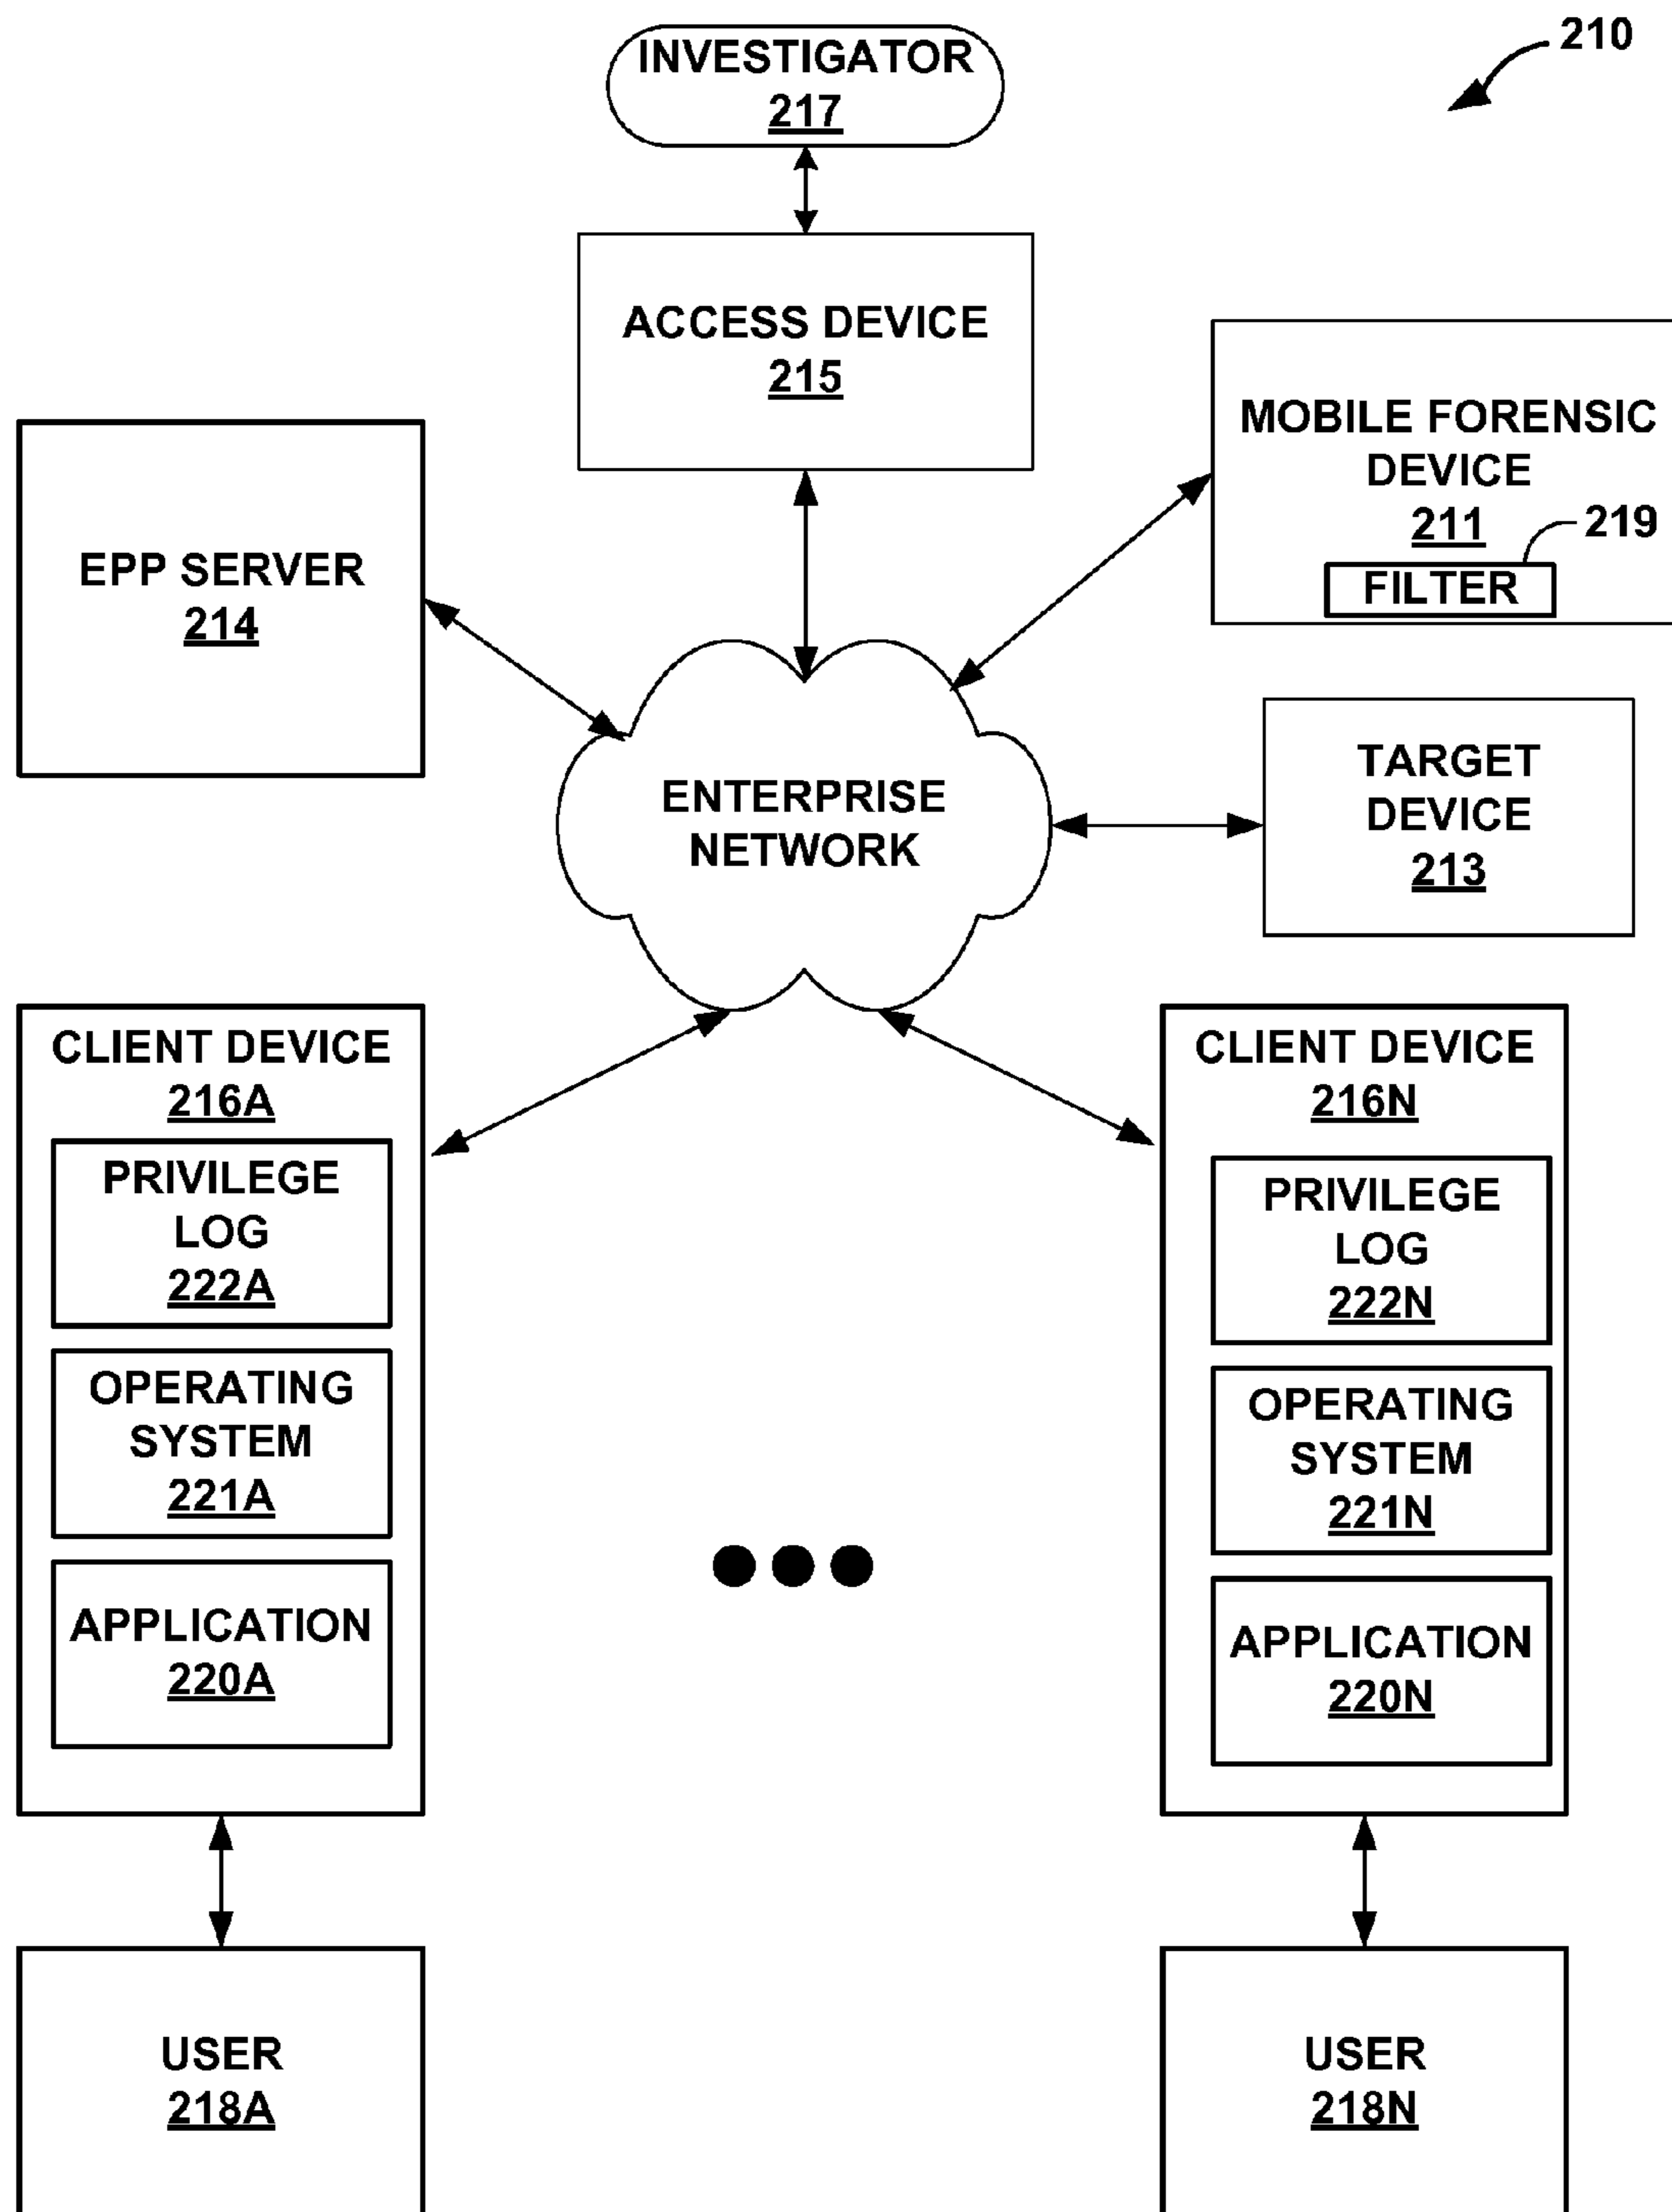 210
INVESTIGATOR
217
ACCESS DEVICE
215
MOBILE FORENSIC
DEVICE
211
219
FILTER
EPP SERVER
214
ENTERPRISE
NETWORK
TARGET
DEVICE
213
CLIENT DEVICE
216A
PRIVILEGE
LOG
222A
OPERATING
SYSTEM
221A
APPLICATION
220A
USER
218A
CLIENT DEVICE
216N
PRIVILEGE
LOG
222N
OPERATING
SYSTEM
221N
APPLICATION
220N
USER
218N